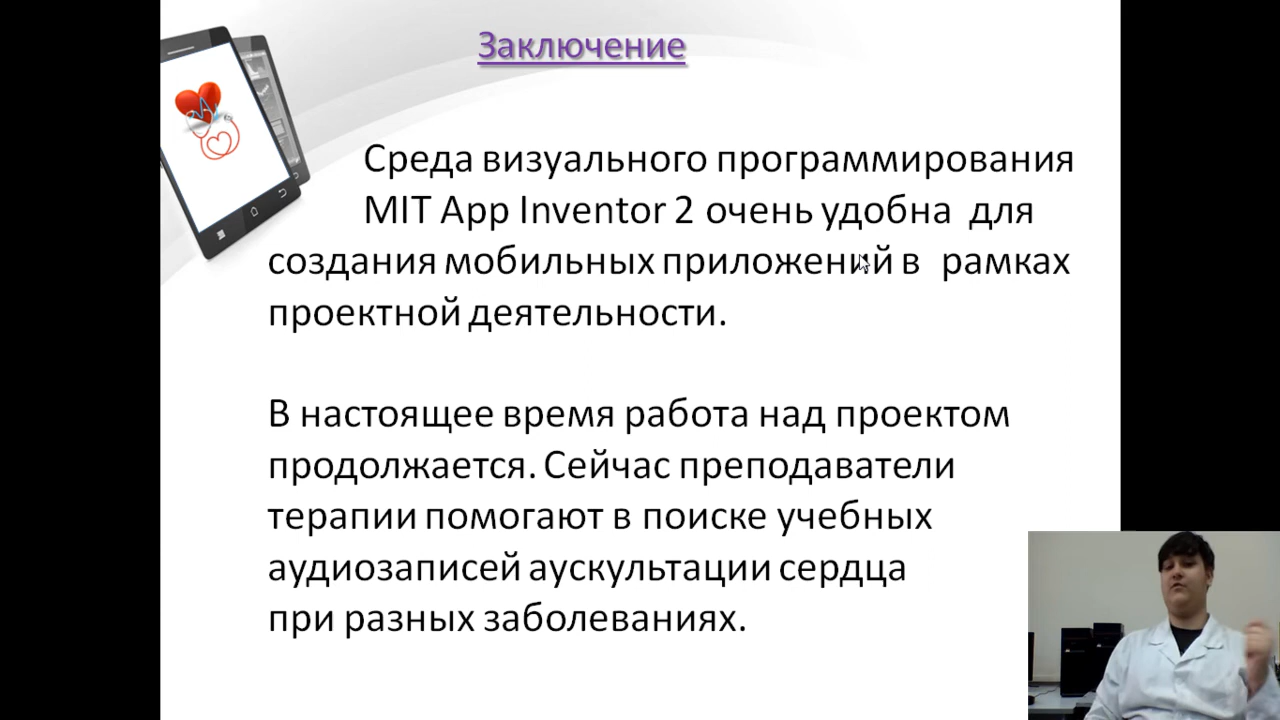 Заключение
Среда визуального программирования
MIT App Inventor 2 очень удобна для
создания мобильных приложений в рамках
проектной деятельности.
В настоящее время работа над проектом
продолжается. Сейчас преподаватели
терапии помогают в поиске учебных
аудиозаписей аускультации сердца
при разных заболеваниях.